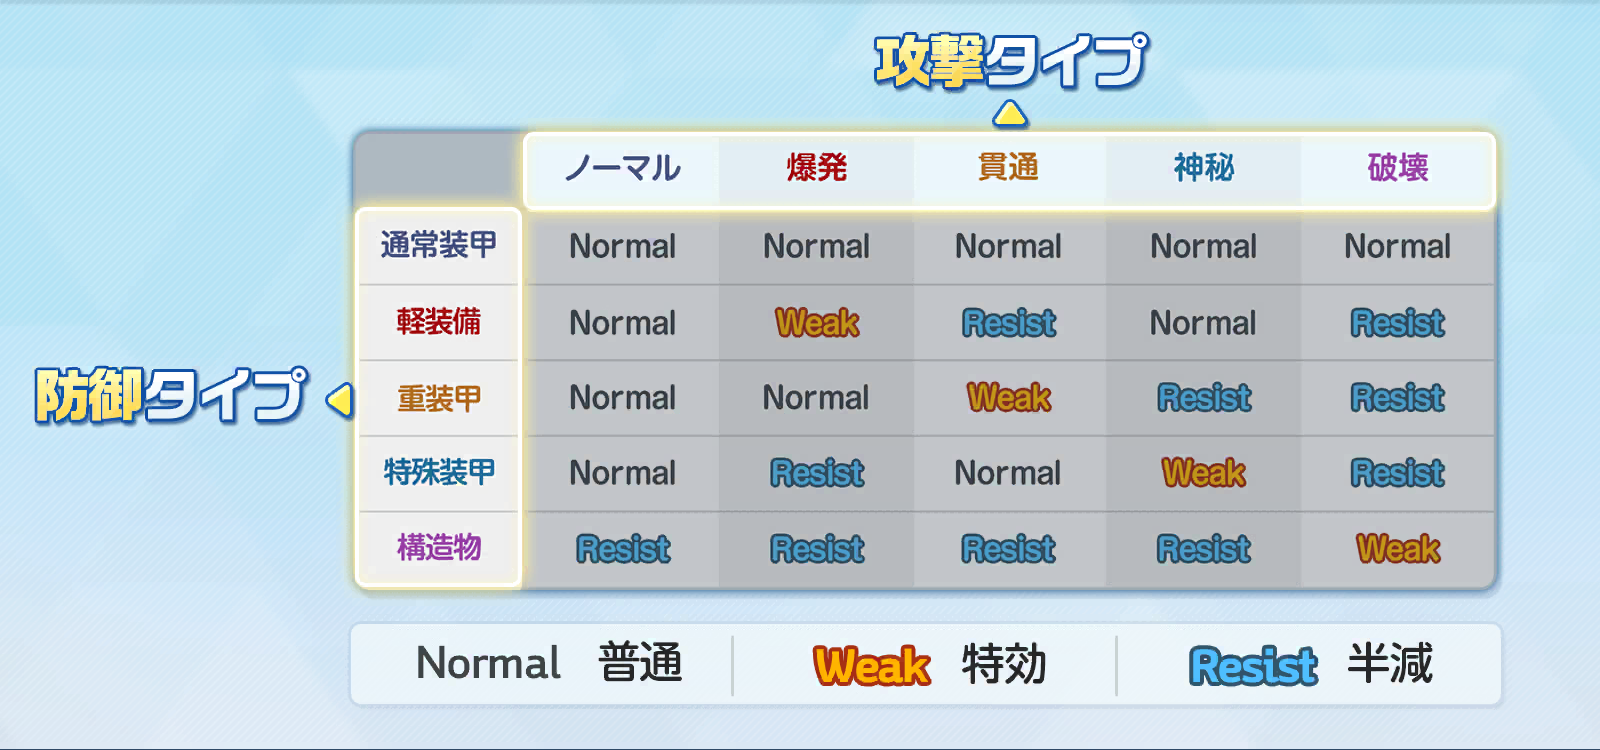 攻撃タイプ
ノーマル 爆発 貫通 神秘 破壊
通常装甲 Normal Normal Normal Normal Normal
軽装備 Normal Weak Resist Normal Resist
防御タイプ
重装甲 Normal Normal Weak Resist Resist
特殊装甲 Normal Resist Normal Weak Resist
構造物 Resist Resist Resist Resist Weak
Normal 普通 Weak 特効 Resist 半減